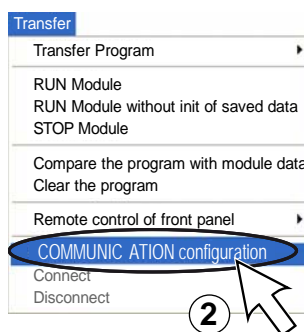 Transfer
Transfer Program
RUN Module
RUN Module without init of saved data
STOP Module
Compare the program with module data
Clear the program
Remote control of front panel
COMMUNIC ATION configuration
Connect
Disconnect
2